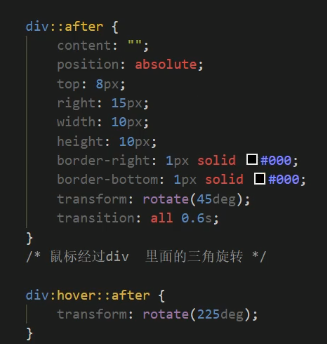 div::after {
content: "";
position: absolute;
top: 8px;
right: 15px;
width: 10px;
height: 10px;
border-right: 1px solid #000;
border-bottom: 1px solid #000;
transform: rotate(45deg);
transition: all 0.6s;
}
/* 鼠标经过div 里面的三角旋转 */
div:hover::after {
transform: rotate(225deg);
}